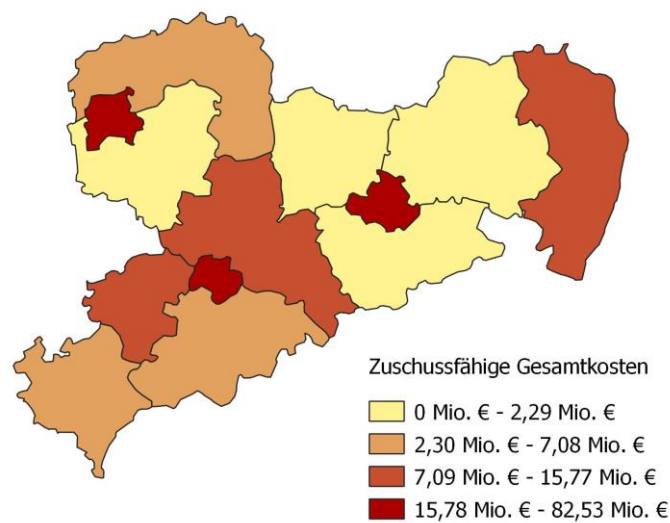 Zuschussfähige Gesamtkosten
0 Mio. € - 2,29 Mio. €
2,30 Mio. € - 7,08 Mio. €
7,09 Mio. € - 15,77 Mio. €
15,78 Mio. € - 82,53 Mio. €